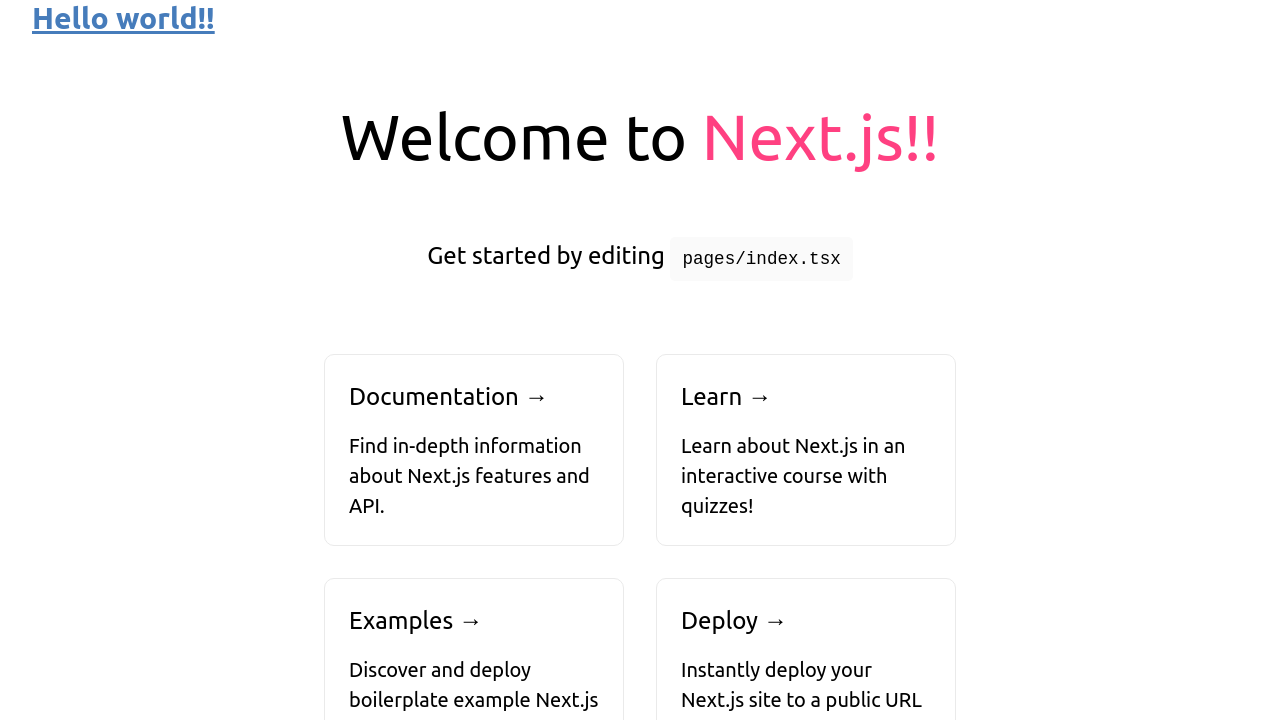 Hello world!!
Welcome to Next.js!!
Get started by editing pages/index.tsx
Documentation →
Find in-depth information
about Next.js features and
API.
Learn →
Learn about Next.js in an
interactive course with
quizzes!
Examples →
Discover and deploy
boilerplate example Next.js
Deploy →
Instantly deploy your
Next.js site to a public URL